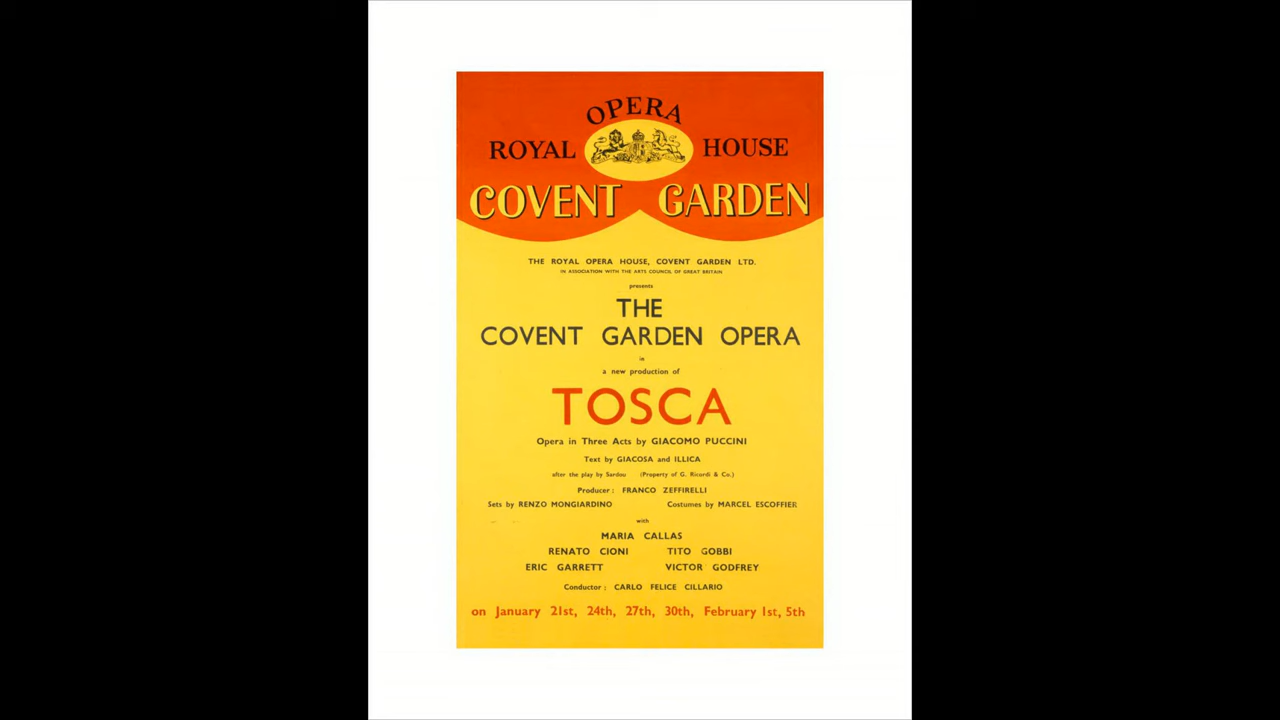 OPERA
ROYAL HOUSE
COVENT GARDEN
THE ROYAL OPERA HOUSE, COVENT GARDEN LTD.
IN ASSOCIATION WITH THE ARTS COUNCIL OF GREAT BRITAIN
presents
THE
COVENT GARDEN OPERA
in
a new production of
TOSCA
Opera in Three Acts by GIACOMO PUCCINI
Text by GIACOSA and ILLICA
after the play by Sardou (Property of G. Ricordi & Co.)
Producer: FRANCO ZEFFIRELLI
Sets by RENZO MONGIARDINO Costumes by MARCEL ESCOFFIER
with
MARIA CALLAS
RENATO CIONI TITO GOBBI
ERIC GARRETT VICTOR GODFREY
Conductor: CARLO FELICE CILLARIO
on January 21st, 24th, 27th, 30th, February 1st, 5th